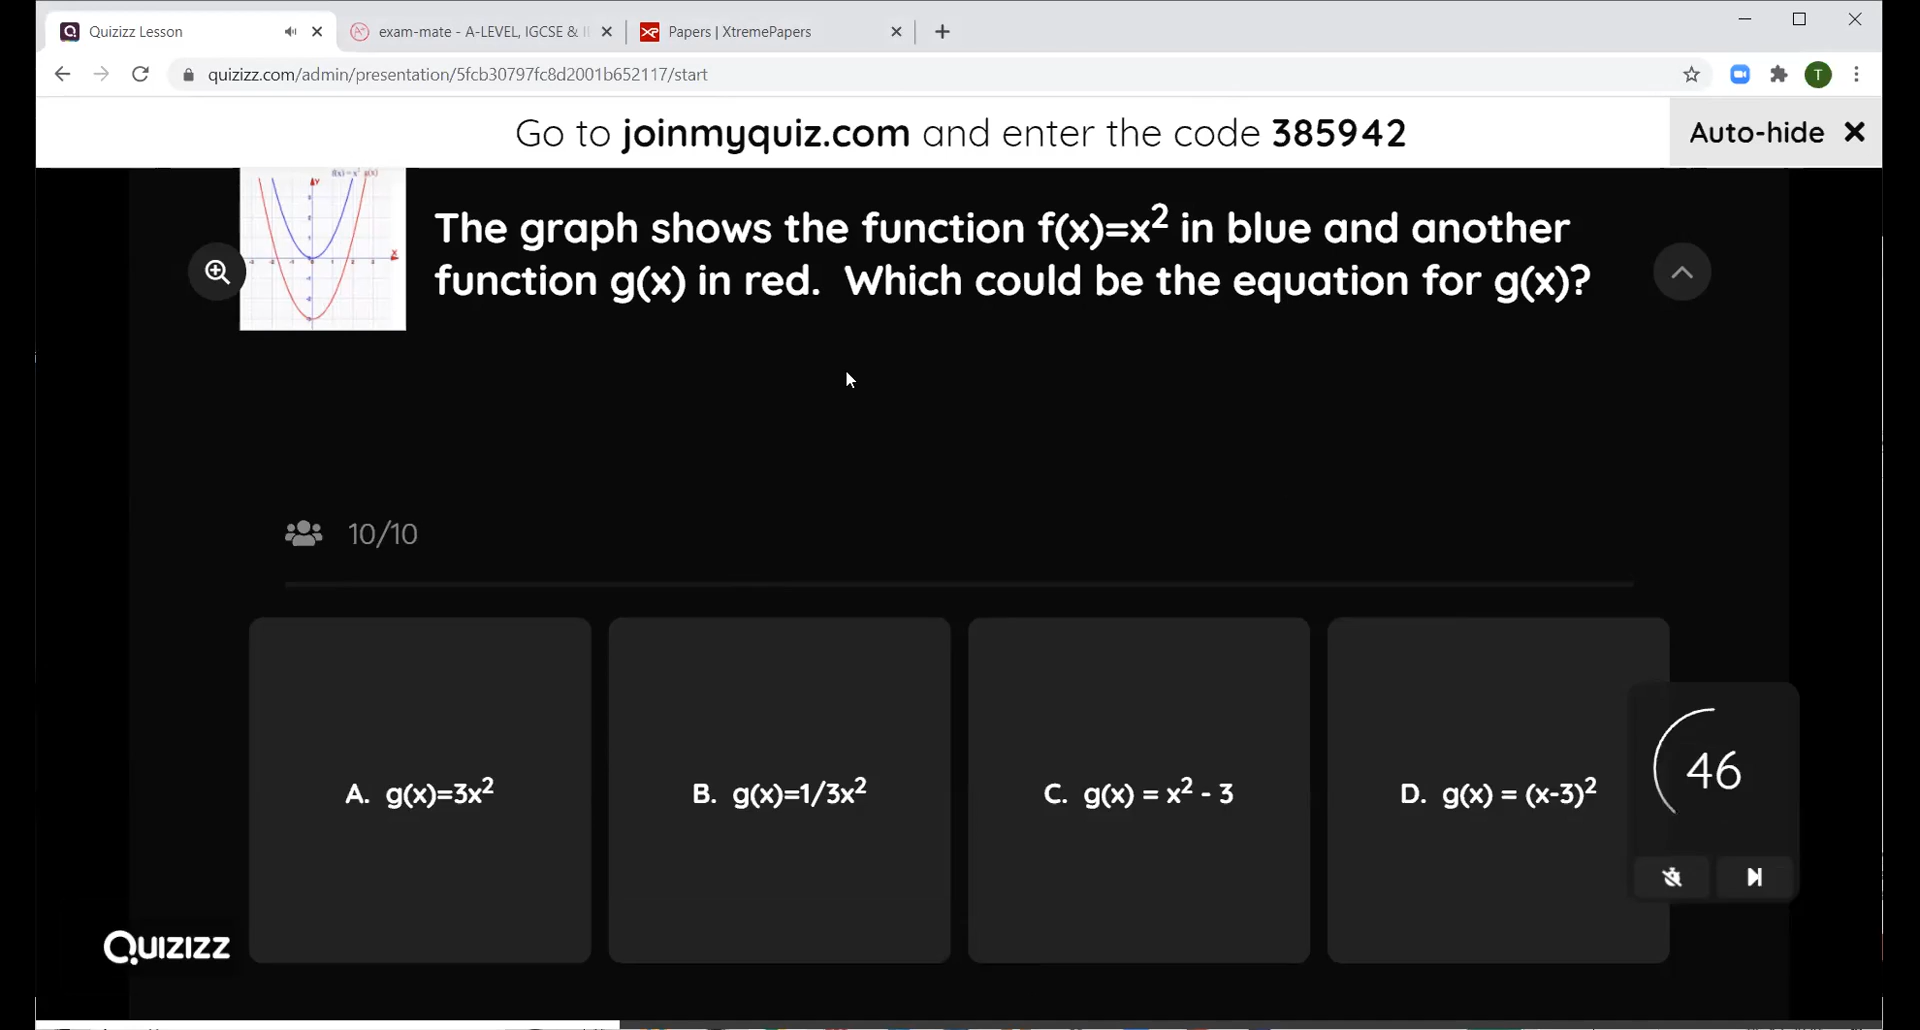 Quizizz Lesson
exam-mate - A-LEVEL, IGCSE &
Papers | XtremePapers
quizizz.com/admin/presentation/5fcb30797fc8d2001b652117/start
T
Go to joinmyquiz.com and enter the code 385942
Auto-hide
f(x) = x² g(x)
The graph shows the function f(x)=x² in blue and another
function g(x) in red. Which could be the equation for g(x)?
10/10
A. g(x)=3x²
B. g(x)=1/3x²
C. g(x) = x² - 3
D. g(x) = (x-3)²
46
Quizizz